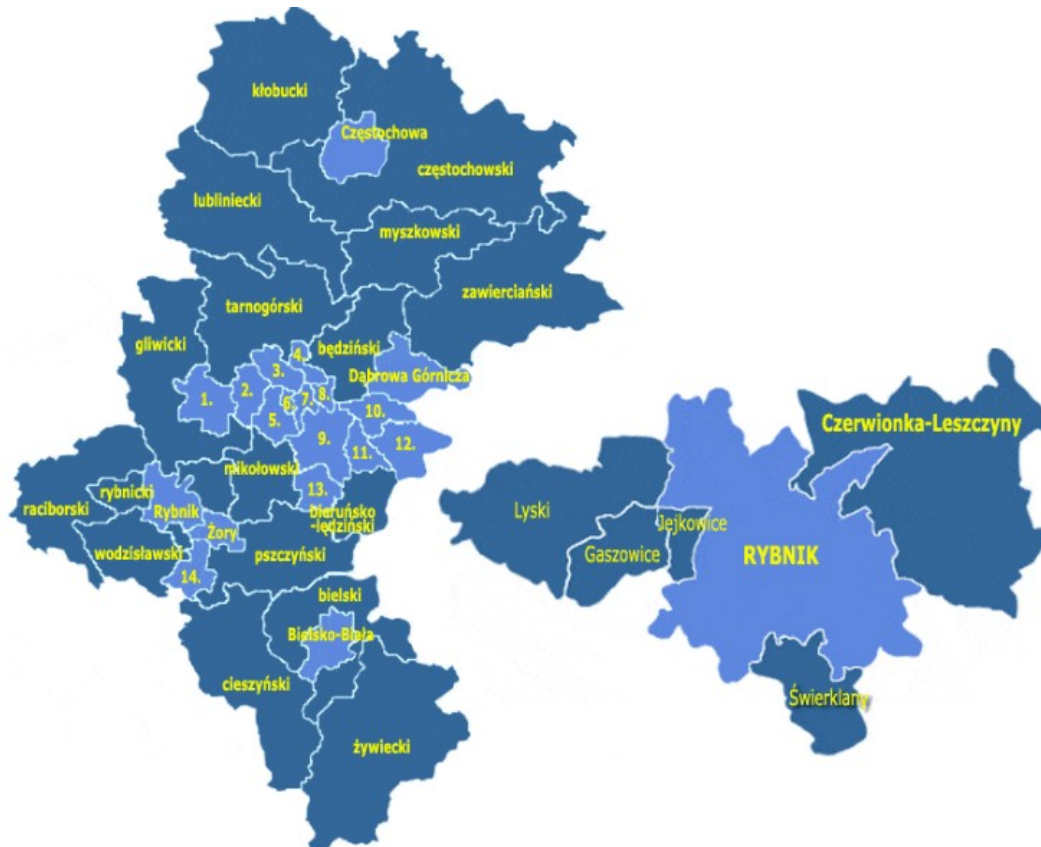 kłobucki
Częstochowa
częstochowski
lubliniecki
myszkowski
zawierciański
tarnogórski
gliwicki
będziński
4.
3.
Dąbrowa Górnicza
1.
2.
6.
7.
8.
5.
10.
9.
11.
12.
mikołowski
13.
rybnicki
raciborski
Rybnik
bieruńsko
-lędziński
Żory
wodzisławski
pszczyński
14.
bielski
Bielsko-Biała
cieszyński
żywiecki
Czerwionka-Leszczyny
Lyski
Jejkowice
Gaszowice
RYBNIK
Świerklany